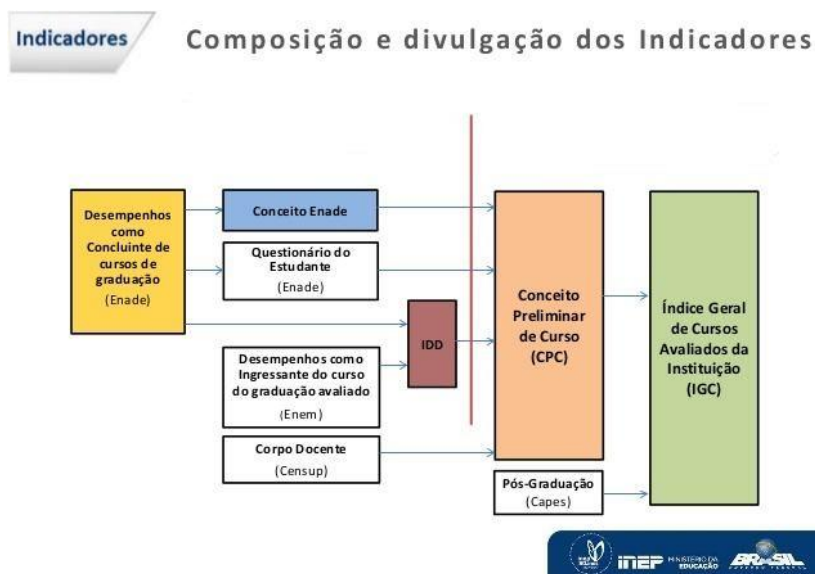 Indicadores
Composição e divulgação dos Indicadores
Desempenhos
como
Concluinte de
cursos de
graduação
(Enade)
Conceito Enade
Questionário do
Estudante
(Enade)
IDD
Desempenhos como
Ingressante do curso
do graduação avaliado
(Enem)
Corpo Docente
(Censup)
Conceito
Preliminar
de Curso
(CPC)
Pós-Graduação
(Capes)
Índice Geral
de Cursos
Avaliados da
Instituição
(IGC)
inep
MINISTÉRIO DA
EDUCAÇÃO
BRASIL